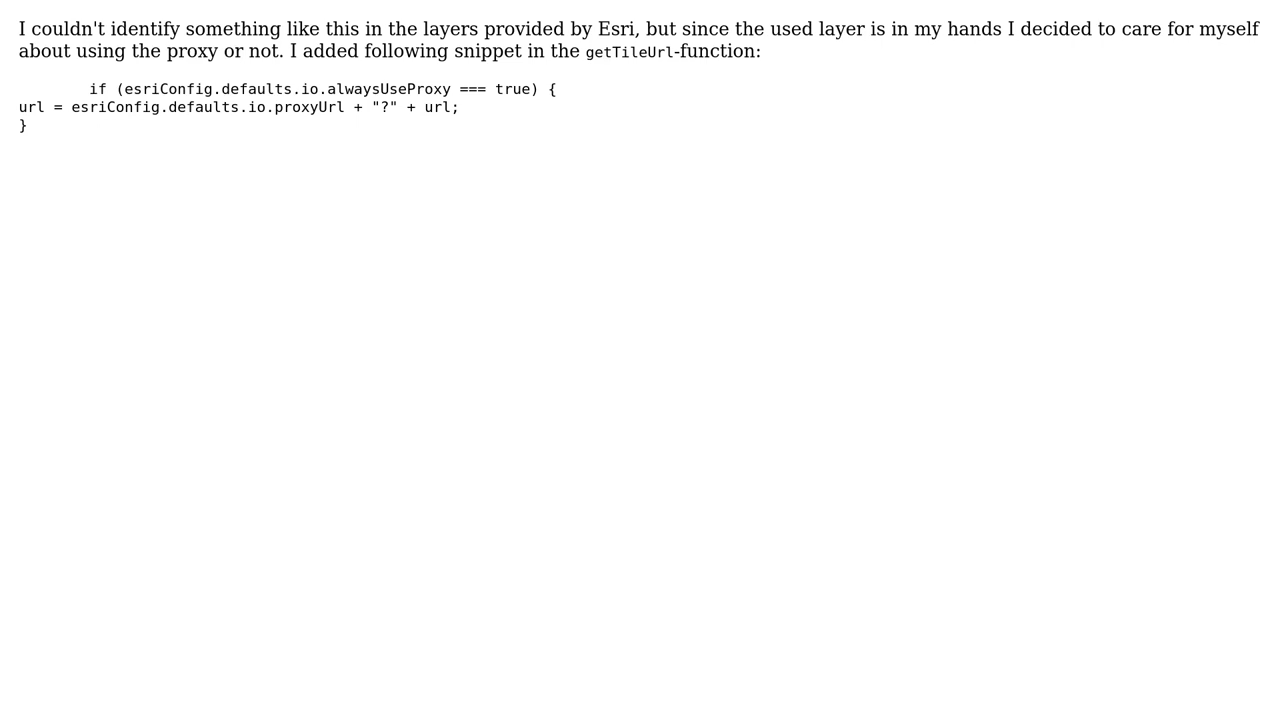 I couldn't identify something like this in the layers provided by Esri, but since the used layer is in my hands I decided to care for myself
about using the proxy or not. I added following snippet in the getTileUrl-function:
        if (esriConfig.defaults.io.alwaysUseProxy === true) {
url = esriConfig.defaults.io.proxyUrl + "?" + url;
}